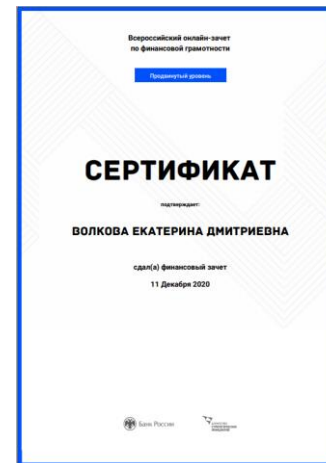 Всероссийский онлайн-зачет
по финансовой грамотности
Продвинутый уровень
СЕРТИФИКАТ
подтверждает:
ВОЛКОВА ЕКАТЕРИНА ДМИТРИЕВНА
сдал(а) финансовый зачет
11 Декабря 2020
Банк России